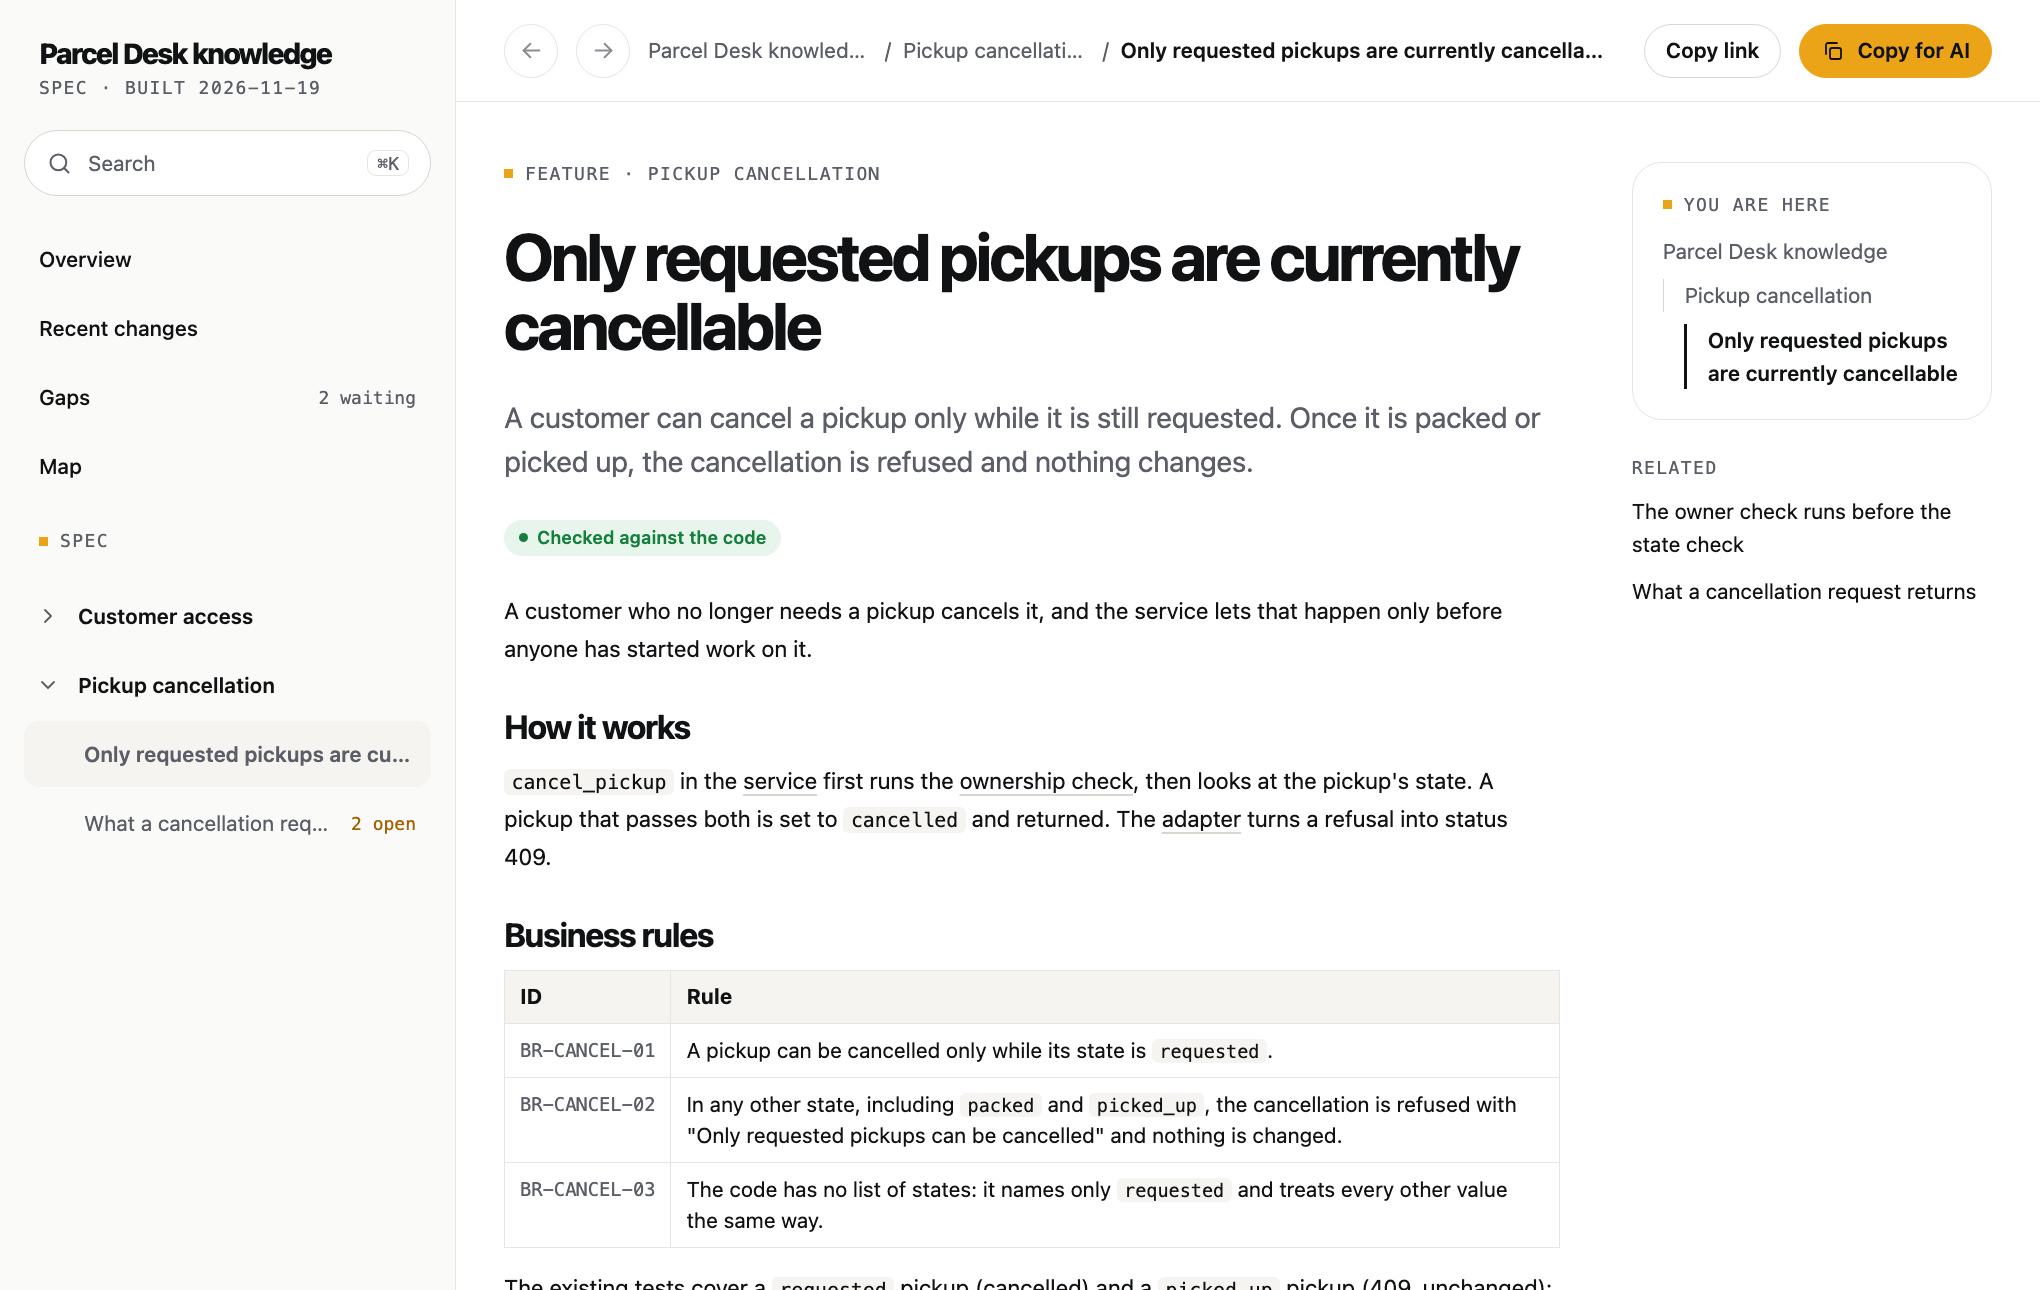 Parcel Desk knowledge
SPEC · BUILT 2026-11-19
Search ⌘K
Overview
Recent changes
Gaps 2 waiting
Map
SPEC
Customer access
Pickup cancellation
Only requested pickups are cu...
What a cancellation req... 2 open
Parcel Desk knowled... / Pickup cancellati... / Only requested pickups are currently cancella...
Copy link
Copy for AI
FEATURE · PICKUP CANCELLATION
Only requested pickups are currently
cancellable
A customer can cancel a pickup only while it is still requested. Once it is packed or
picked up, the cancellation is refused and nothing changes.
Checked against the code
A customer who no longer needs a pickup cancels it, and the service lets that happen only before
anyone has started work on it.
How it works
cancel_pickup in the service first runs the ownership check, then looks at the pickup's state. A
pickup that passes both is set to cancelled and returned. The adapter turns a refusal into status
409.
Business rules
ID Rule
BR-CANCEL-01 A pickup can be cancelled only while its state is requested.
BR-CANCEL-02 In any other state, including packed and picked_up, the cancellation is refused with
"Only requested pickups can be cancelled" and nothing is changed.
BR-CANCEL-03 The code has no list of states: it names only requested and treats every other value
the same way.
The existing tests cover a requested pickup (cancelled) and a picked_up pickup (409, unchanged);
YOU ARE HERE
Parcel Desk knowledge
Pickup cancellation
Only requested pickups
are currently cancellable
RELATED
The owner check runs before the
state check
What a cancellation request returns